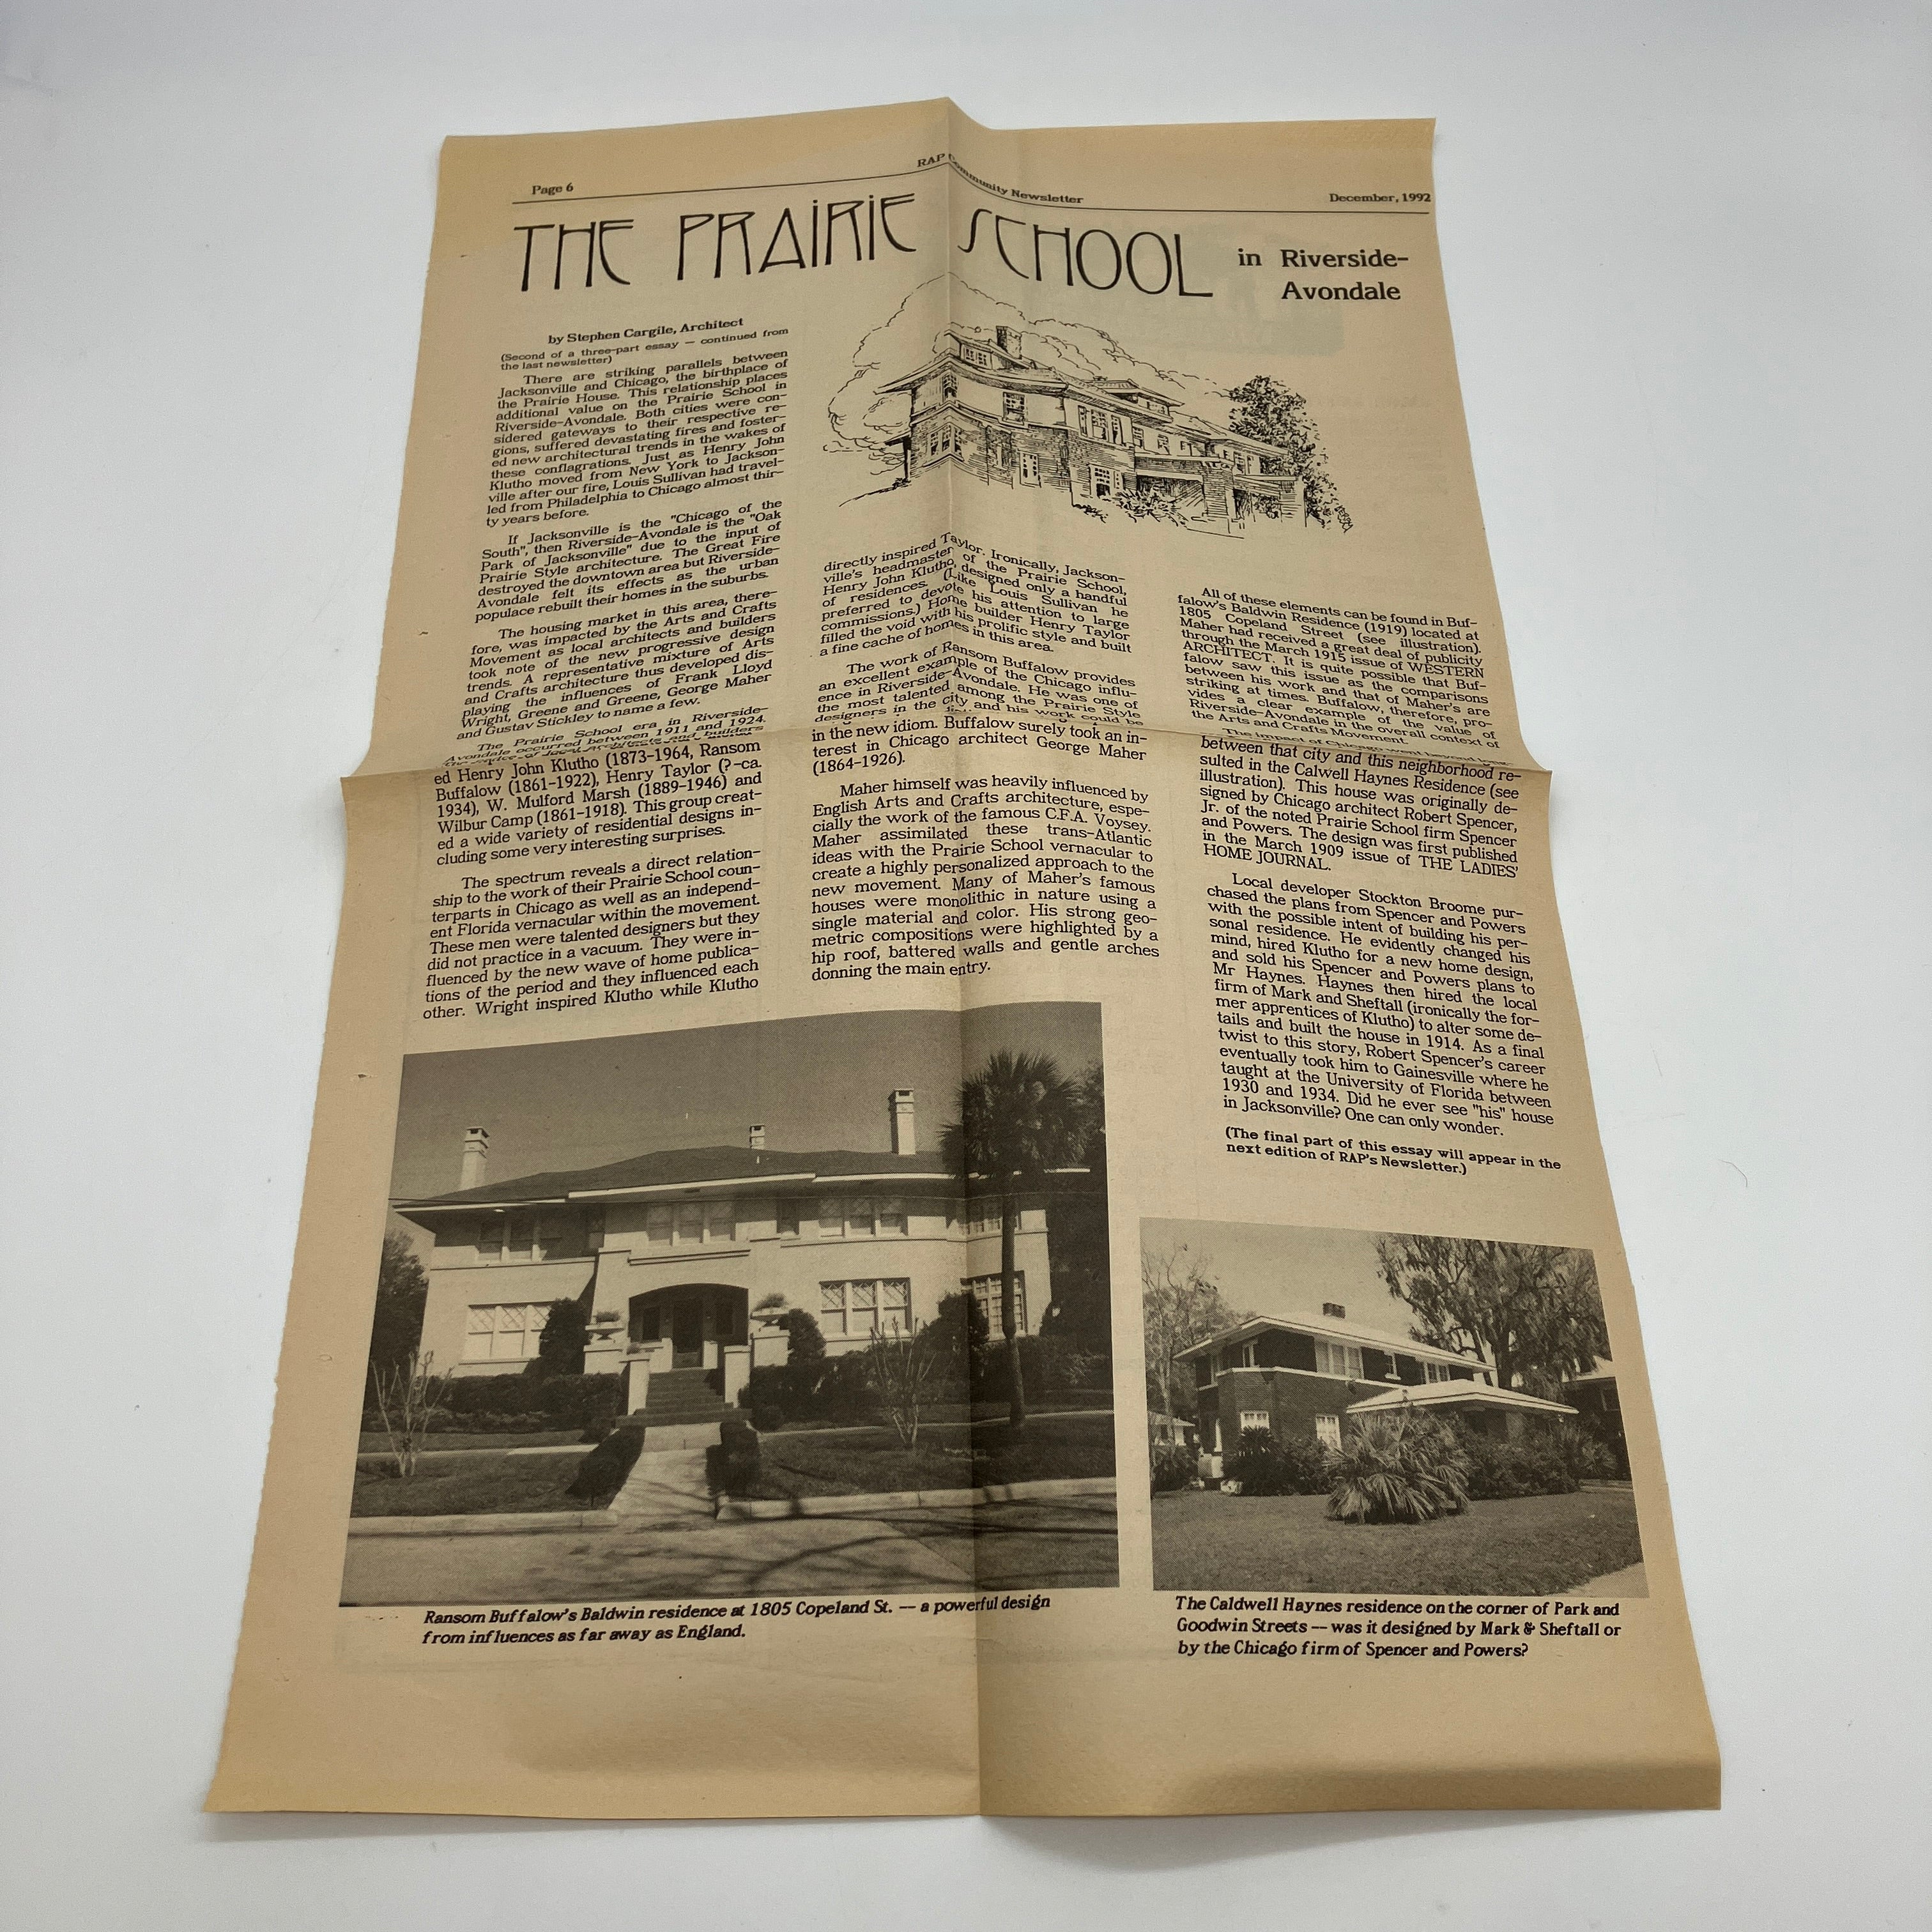 Page 6
RAP Community Newsletter
December, 1992
THE PRAIRIE SCHOOL
in Riverside-
Avondale
by Stephen Cargile, Architect
(Second of a three-part essay — continued from
the last newsletter)
There are striking parallels between
Jacksonville and Chicago, the birthplace of
the Prairie House. This relationship places
additional value on the Prairie School in
Riverside-Avondale. Both cities were con-
sidered gateways to their respective re-
gions, suffered devastating fires and foster-
ed new architectural trends in the wakes of
these conflagrations. Just as Henry John
Klutho moved from New York to Jackson-
ville after our fire, Louis Sullivan had travel-
led from Philadelphia to Chicago almost thir-
ty years before.
If Jacksonville is the "Chicago of the
South", then Riverside-Avondale is the "Oak
Park of Jacksonville" due to the input of
Prairie Style architecture. The Great Fire
destroyed the downtown area but Riverside-
Avondale felt its effects as the urban
populace rebuilt their homes in the suburbs.
The housing market in this area, there-
fore, was impacted by the Arts and Crafts
Movement as local architects and builders
took note of the new progressive design
trends. A representative mixture of Arts
and Crafts architecture thus developed dis-
playing the influences of Frank Lloyd
Wright, Greene and Greene, George Maher
and Gustav Stickley to name a few.
The Prairie School era in Riverside-
Avondale occurred between 1911 and 1924.
local architects and builders
ed Henry John Klutho (1873-1964, Ransom
Buffalow (1861-1922), Henry Taylor (?-ca.
1934), W. Mulford Marsh (1889-1946) and
Wilbur Camp (1861-1918). This group creat-
ed a wide variety of residential designs in-
cluding some very interesting surprises.
The spectrum reveals a direct relation-
ship to the work of their Prairie School coun-
terparts in Chicago as well as an independ-
ent Florida vernacular within the movement.
These men were talented designers but they
did not practice in a vacuum. They were in-
fluenced by the new wave of home publica-
tions of the period and they influenced each
other. Wright inspired Klutho while Klutho
directly inspired Taylor. Ironically, Jackson-
ville's headmaster of the Prairie School,
Henry John Klutho, designed only a handful
of residences. (Like Louis Sullivan he
preferred to devote his attention to large
commissions.) Home builder Henry Taylor
filled the void with his prolific style and built
a fine cache of homes in this area.
The work of Ransom Buffalow provides
an excellent example of the Chicago influ-
ence in Riverside-Avondale. He was one of
the most talented among the Prairie Style
designers in the city and his work could be
in the new idiom. Buffalow surely took an in-
terest in Chicago architect George Maher
(1864-1926).
Maher himself was heavily influenced by
English Arts and Crafts architecture, espe-
cially the work of the famous C.F.A. Voysey.
Maher assimilated these trans-Atlantic
ideas with the Prairie School vernacular to
create a highly personalized approach to the
new movement. Many of Maher's famous
houses were monolithic in nature using a
single material and color. His strong geo-
metric compositions were highlighted by a
hip roof, battered walls and gentle arches
donning the main entry.
All of these elements can be found in Buf-
falow's Baldwin Residence (1919) located at
1805 Copeland Street (see illustration).
Maher had received a great deal of publicity
through the March 1915 issue of WESTERN
ARCHITECT. It is quite possible that Buf-
falow saw this issue as the comparisons
between his work and that of Maher's are
striking at times. Buffalow, therefore, pro-
vides a clear example of the value of
Riverside-Avondale in the overall context of
the Arts and Crafts Movement.
The impact of Chicago went beyond
between that city and this neighborhood re-
sulted in the Calwell Haynes Residence (see
illustration). This house was originally de-
signed by Chicago architect Robert Spencer,
Jr. of the noted Prairie School firm Spencer
and Powers. The design was first published
in the March 1909 issue of THE LADIES'
HOME JOURNAL.
Local developer Stockton Broome pur-
chased the plans from Spencer and Powers
with the possible intent of building his per-
sonal residence. He evidently changed his
mind, hired Klutho for a new home design,
and sold his Spencer and Powers plans to
Mr Haynes. Haynes then hired the local
firm of Mark and Sheftall (ironically the for-
mer apprentices of Klutho) to alter some de-
tails and built the house in 1914. As a final
twist to this story, Robert Spencer's career
eventually took him to Gainesville where he
taught at the University of Florida between
1930 and 1934. Did he ever see "his" house
in Jacksonville? One can only wonder.
(The final part of this essay will appear in the
next edition of RAP's Newsletter.)
Ransom Buffalow's Baldwin residence at 1805 Copeland St. — a powerful design
from influences as far away as England.
The Caldwell Haynes residence on the corner of Park and
Goodwin Streets — was it designed by Mark & Sheftall or
by the Chicago firm of Spencer and Powers?